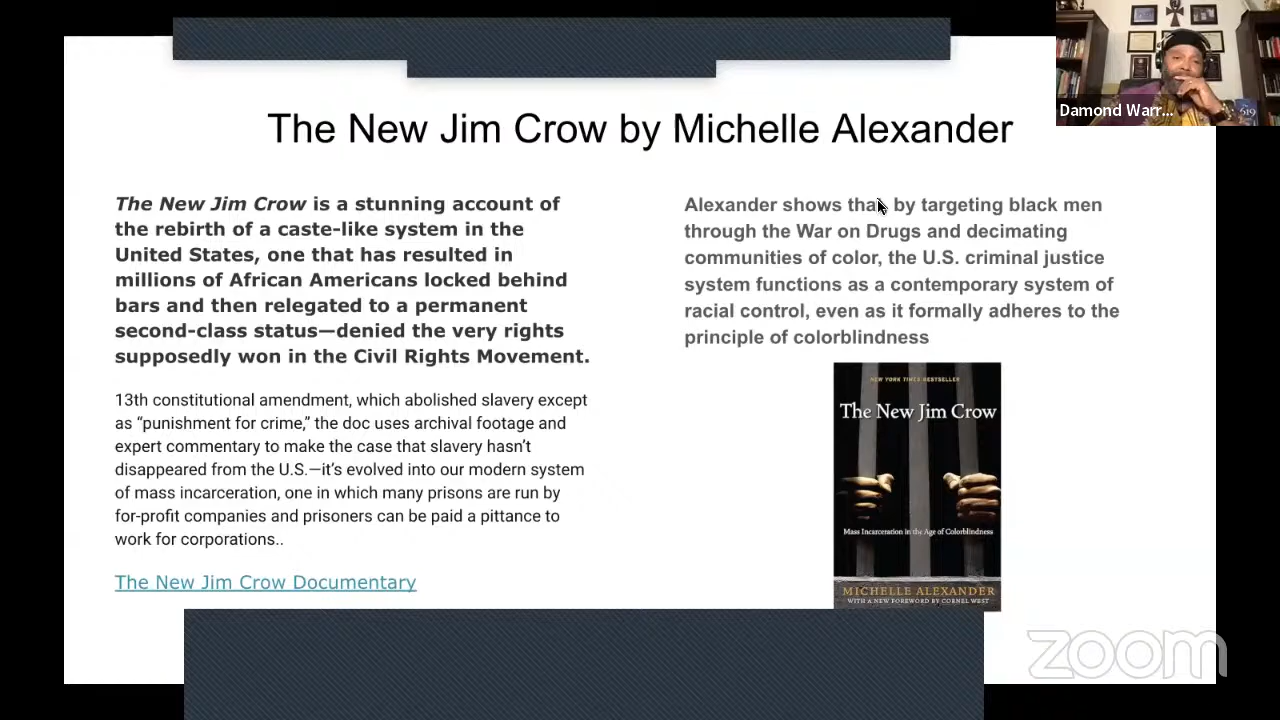 The New Jim Crow by Michelle Alexander
The New Jim Crow is a stunning account of
the rebirth of a caste-like system in the
United States, one that has resulted in
millions of African Americans locked behind
bars and then relegated to a permanent
second-class status—denied the very rights
supposedly won in the Civil Rights Movement.
13th constitutional amendment, which abolished slavery except
as “punishment for crime,” the doc uses archival footage and
expert commentary to make the case that slavery hasn’t
disappeared from the U.S.—it’s evolved into our modern system
of mass incarceration, one in which many prisons are run by
for-profit companies and prisoners can be paid a pittance to
work for corporations..
The New Jim Crow Documentary
Alexander shows that by targeting black men
through the War on Drugs and decimating
communities of color, the U.S. criminal justice
system functions as a contemporary system of
racial control, even as it formally adheres to the
principle of colorblindness
NEW YORK TIMES BESTSELLER
The New Jim Crow
Mass Incarceration in the Age of Colorblindness
MICHELLE ALEXANDER
WITH A NEW FOREWORD BY CORNEL WEST
Damond Warr...
619
zoom